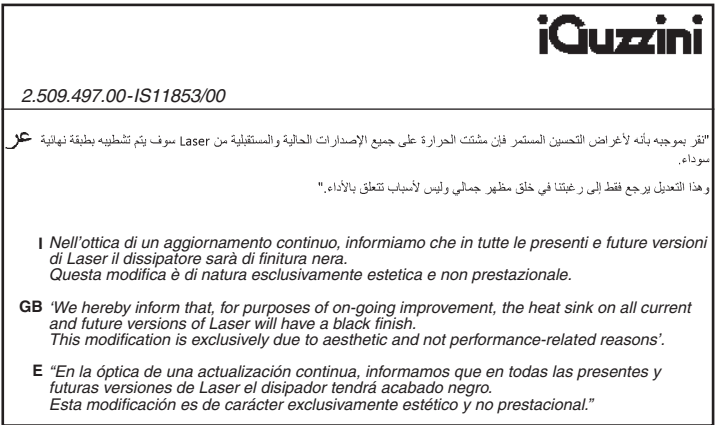 iGuzzini
2.509.497.00-IS11853/00
عر "نقر بموجبه بأنه لأغراض التحسين المستمر فإن مشتت الحرارة على جميع الإصدارات الحالية والمستقبلية من Laser سوف يتم تشطيبه بطبقة نهائية
سوداء.
وهذا التعديل يرجع فقط إلى رغبتنا في خلق مظهر جمالي وليس لأسباب تتعلق بالأداء."
I Nell'ottica di un aggiornamento continuo, informiamo che in tutte le presenti e future versioni
di Laser il dissipatore sarà di finitura nera.
Questa modifica è di natura esclusivamente estetica e non prestazionale.
GB ‘We hereby inform that, for purposes of on-going improvement, the heat sink on all current
and future versions of Laser will have a black finish.
This modification is exclusively due to aesthetic and not performance-related reasons’.
E “En la óptica de una actualización continua, informamos que en todas las presentes y
futuras versiones de Laser el disipador tendrá acabado negro.
Esta modificación es de carácter exclusivamente estético y no prestacional.”